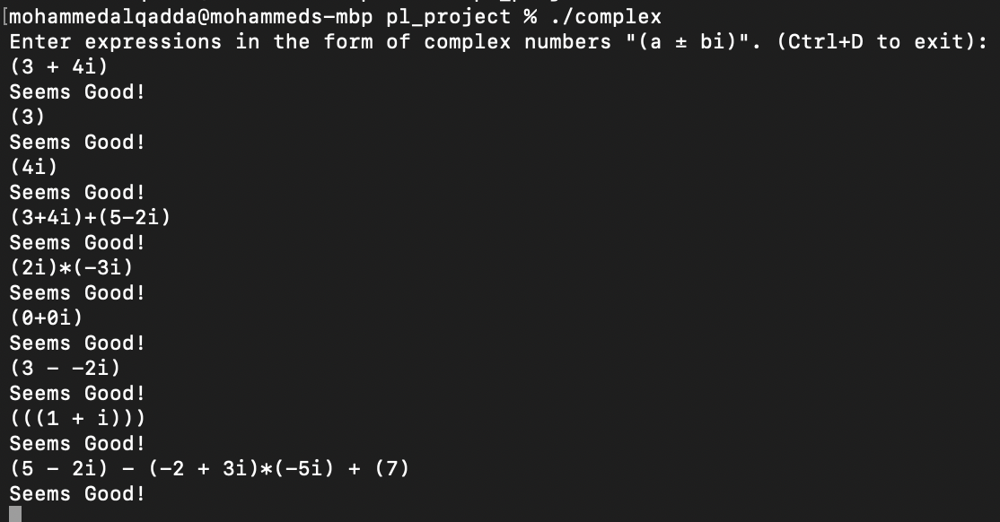 [mohammedalqadda@mohammeds-mbp pl_project % ./complex
Enter expressions in the form of complex numbers "(a ± bi)". (Ctrl+D to exit):
(3 + 4i)
Seems Good!
(3)
Seems Good!
(4i)
Seems Good!
(3+4i)+(5-2i)
Seems Good!
(2i)*(-3i)
Seems Good!
(0+0i)
Seems Good!
(3 - -2i)
Seems Good!
(((1 + i)))
Seems Good!
(5 - 2i) - (-2 + 3i)*(-5i) + (7)
Seems Good!